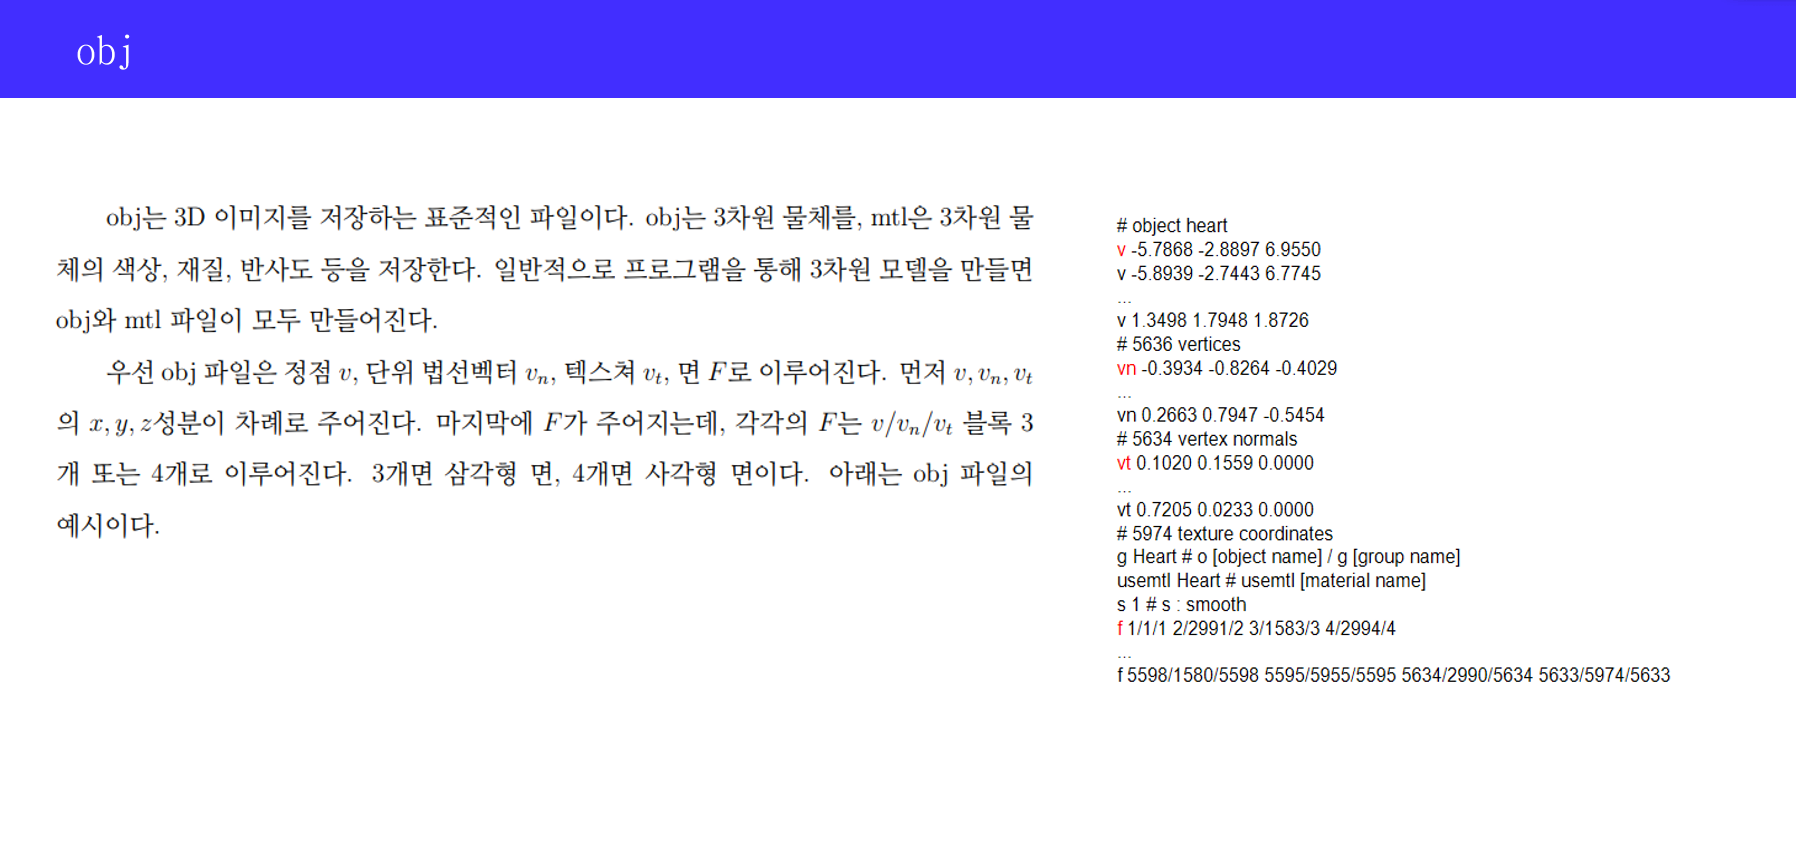 obj
obj는 3D 이미지를 저장하는 표준적인 파일이다. obj는 3차원 물체를, mtl은 3차원 물
체의 색상, 재질, 반사도 등을 저장한다. 일반적으로 프로그램을 통해 3차원 모델을 만들면
obj와 mtl 파일이 모두 만들어진다.
우선 obj 파일은 정점 v, 단위 법선벡터 vₙ, 텍스쳐 vₜ, 면 F로 이루어진다. 먼저 v, vₙ, vₜ
의 x, y, z성분이 차례로 주어진다. 마지막에 F가 주어지는데, 각각의 F는 v/vₙ/vₜ 블록 3
개 또는 4개로 이루어진다. 3개면 삼각형 면, 4개면 사각형 면이다. 아래는 obj 파일의
예시이다.
# object heart
v -5.7868 -2.8897 6.9550
v -5.8939 -2.7443 6.7745
...
v 1.3498 1.7948 1.8726
# 5636 vertices
vn -0.3934 -0.8264 -0.4029
...
vn 0.2663 0.7947 -0.5454
# 5634 vertex normals
vt 0.1020 0.1559 0.0000
...
vt 0.7205 0.0233 0.0000
# 5974 texture coordinates
g Heart # o [object name] / g [group name]
usemtl Heart # usemtl [material name]
s 1 # s : smooth
f 1/1/1 2/2991/2 3/1583/3 4/2994/4
...
f 5598/1580/5598 5595/5955/5595 5634/2990/5634 5633/5974/5633